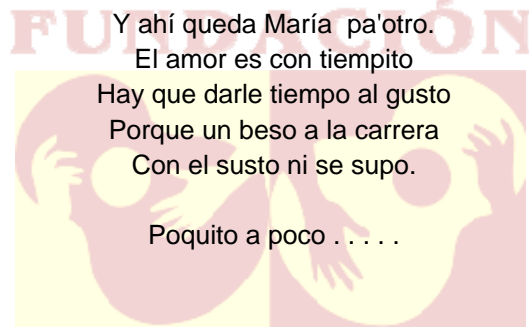 FUNDACIÓN
Y ahí queda María  pa'otro.
El amor es con tiempito
Hay que darle tiempo al gusto
Porque un beso a la carrera
Con el susto ni se supo.
Poquito a poco . . . . .